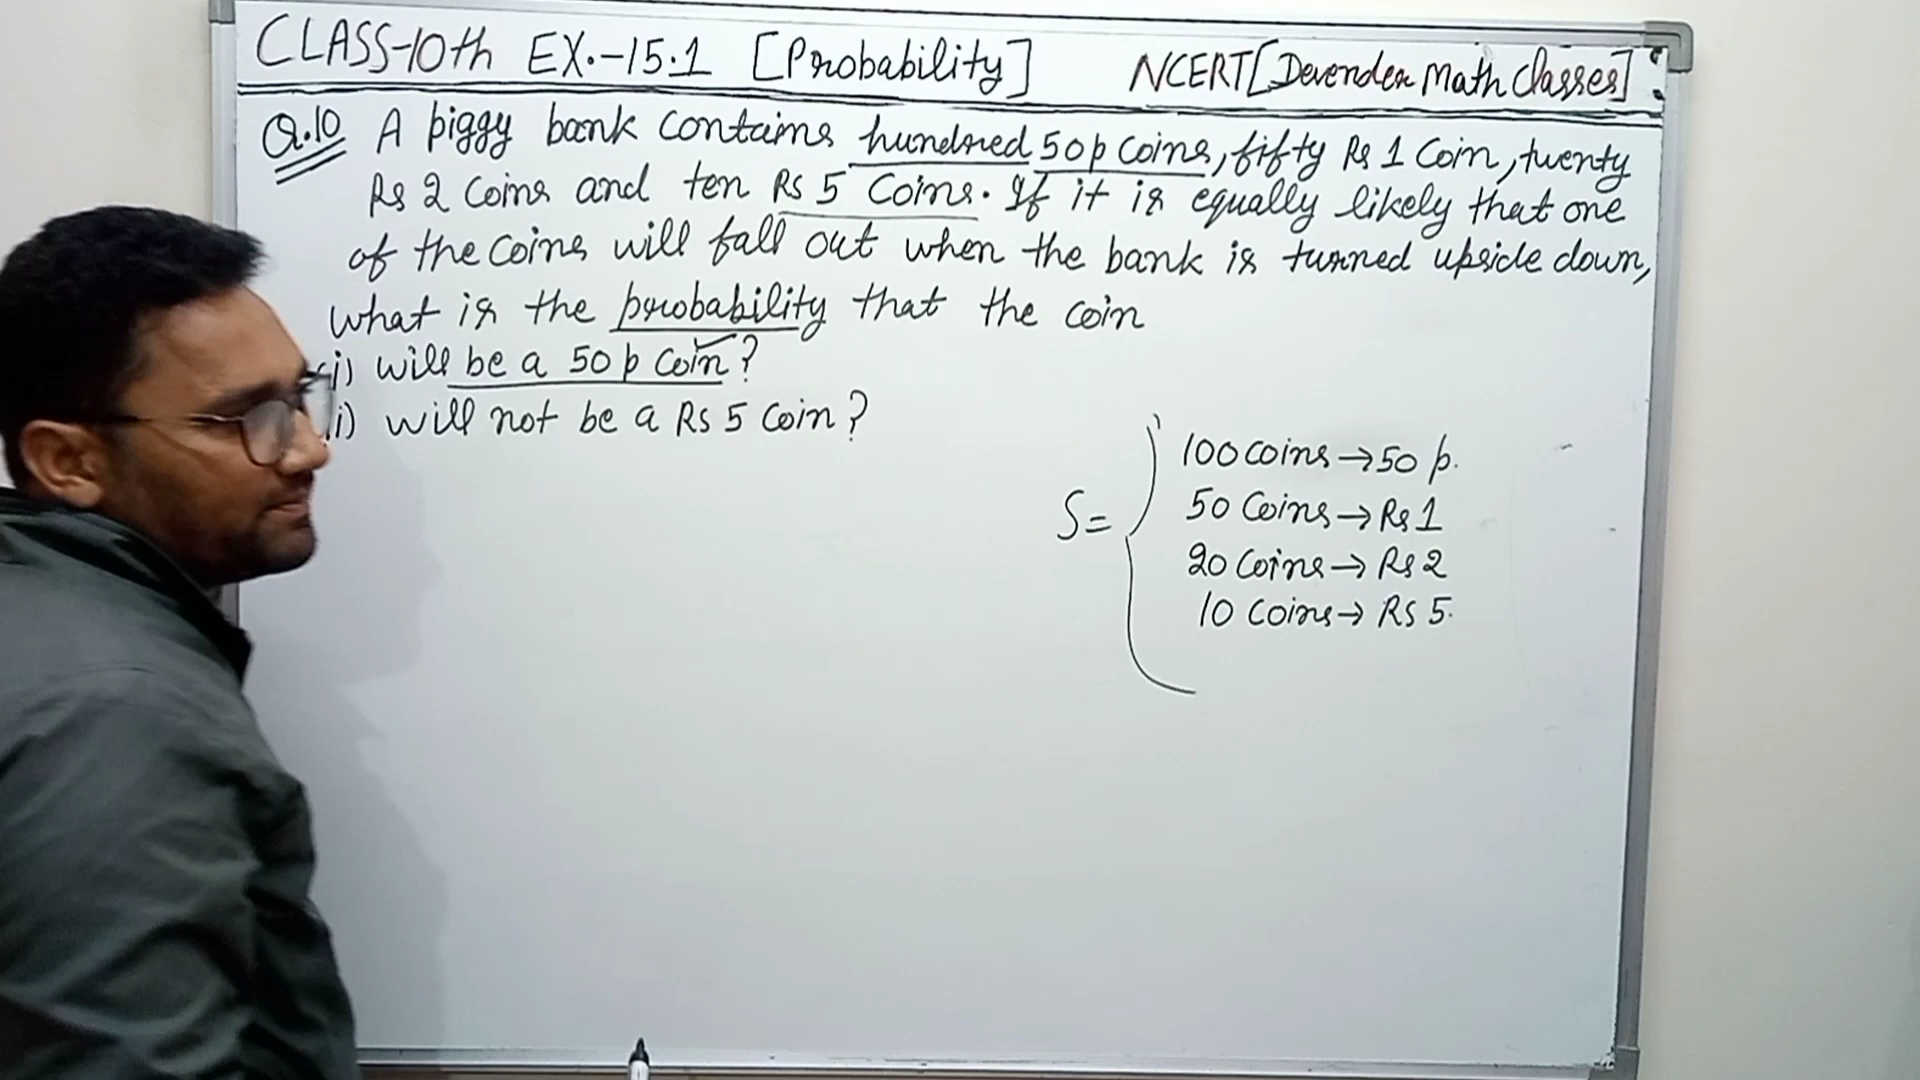 CLASS-10th EX.-15.1 [Probability] NCERT [Devender Math Classes]
Q.10 A piggy bank contains hundred 50p coins, fifty Rs 1 Coin, twenty
Rs 2 Coins and ten Rs 5 Coins. If it is equally likely that one
of the coins will fall out when the bank is turned upside down,
what is the probability that the coin
i) will be a 50 p coin?
i) will not be a Rs 5 Coin?
S=
100 coins → 50 p.
50 Coins → Rs 1
20 Coins → Rs 2
10 Coins → Rs 5.